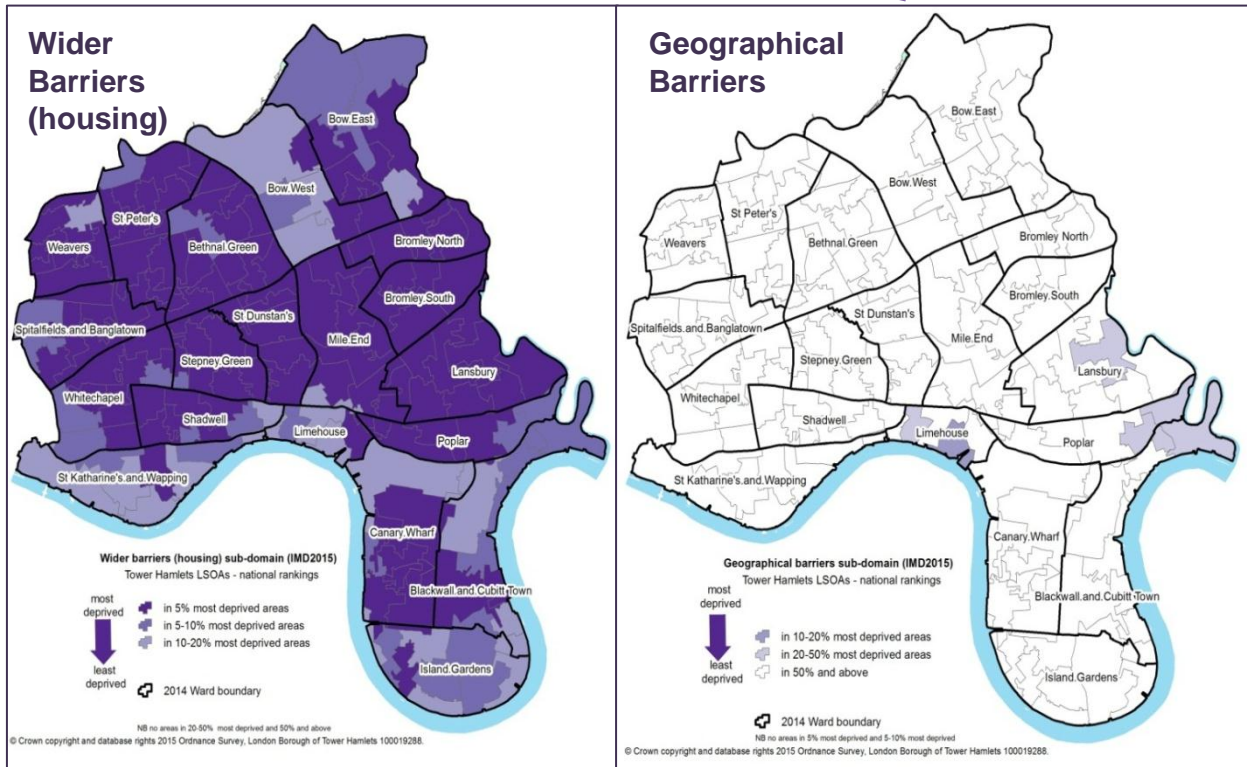 Wider
Barriers
(housing)
Bow.East
Bow.West
St Peter's
Weavers
Bethnal.Green
Bromley North
Bromley.South
St Dunstan's
Spitalfields.and.Banglatown
Mile.End
Stepney.Green
Lansbury
Whitechapel
Shadwell
Limehouse
Poplar
St Katharine's.and.Wapping
Canary.Wharf
Wider barriers (housing) sub-domain (IMD2015)
Tower Hamlets LSOAs - national rankings
Blackwall.and.Cubitt Town
most
deprived
in 5% most deprived areas
in 5-10% most deprived areas
in 10-20% most deprived areas
least
deprived
Island.Gardens
2014 Ward boundary
NB no areas in 20-50% most deprived and 50% and above
© Crown copyright and database rights 2015 Ordnance Survey, London Borough of Tower Hamlets 100019288.
Geographical
Barriers
Bow.East
Bow.West
St Peter's
Weavers
Bethnal.Green
Bromley North
Bromley.South
St Dunstan's
Spitalfields.and.Banglatown
Mile.End
Stepney.Green
Lansbury
Whitechapel
Shadwell
Limehouse
Poplar
St Katharine's.and.Wapping
Canary.Wharf
Geographical barriers sub-domain (IMD2015)
Tower Hamlets LSOAs - national rankings
Blackwall.and.Cubitt Town
most
deprived
in 10-20% most deprived areas
in 20-50% most deprived areas
in 50% and above
least
deprived
Island.Gardens
2014 Ward boundary
NB no areas in 5% most deprived and 5-10% most deprived
© Crown copyright and database rights 2015 Ordnance Survey, London Borough of Tower Hamlets 100019288.